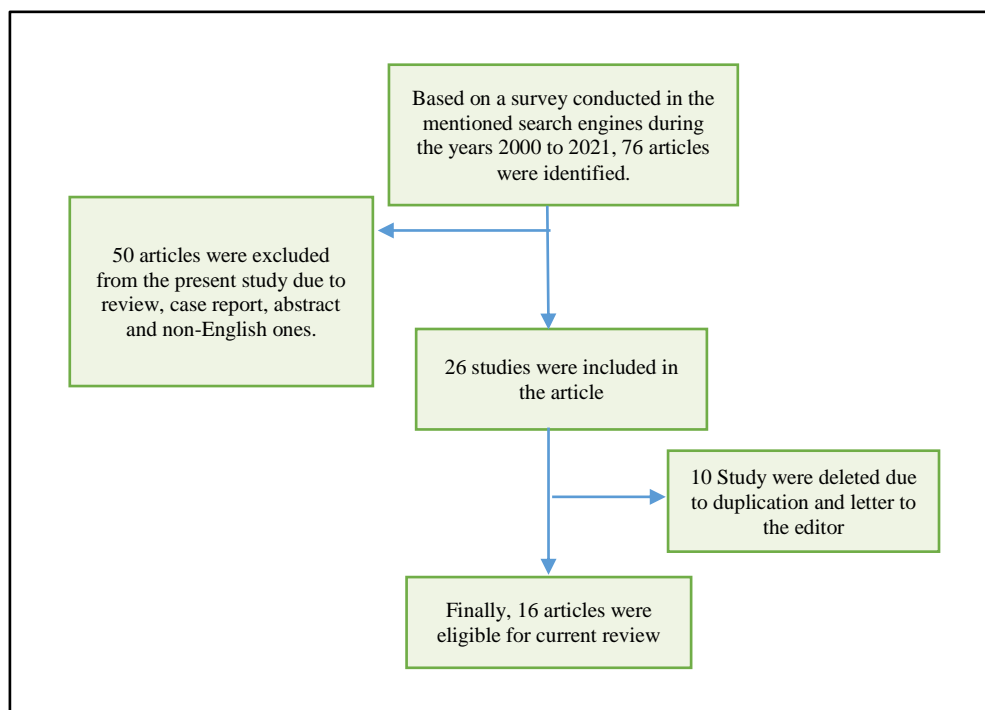 Based on a survey conducted in the
mentioned search engines during
the years 2000 to 2021, 76 articles
were identified.
50 articles were excluded
from the present study due to
review, case report, abstract
and non-English ones.
26 studies were included in
the article
10 Study were deleted due
to duplication and letter to
the editor
Finally, 16 articles were
eligible for current review